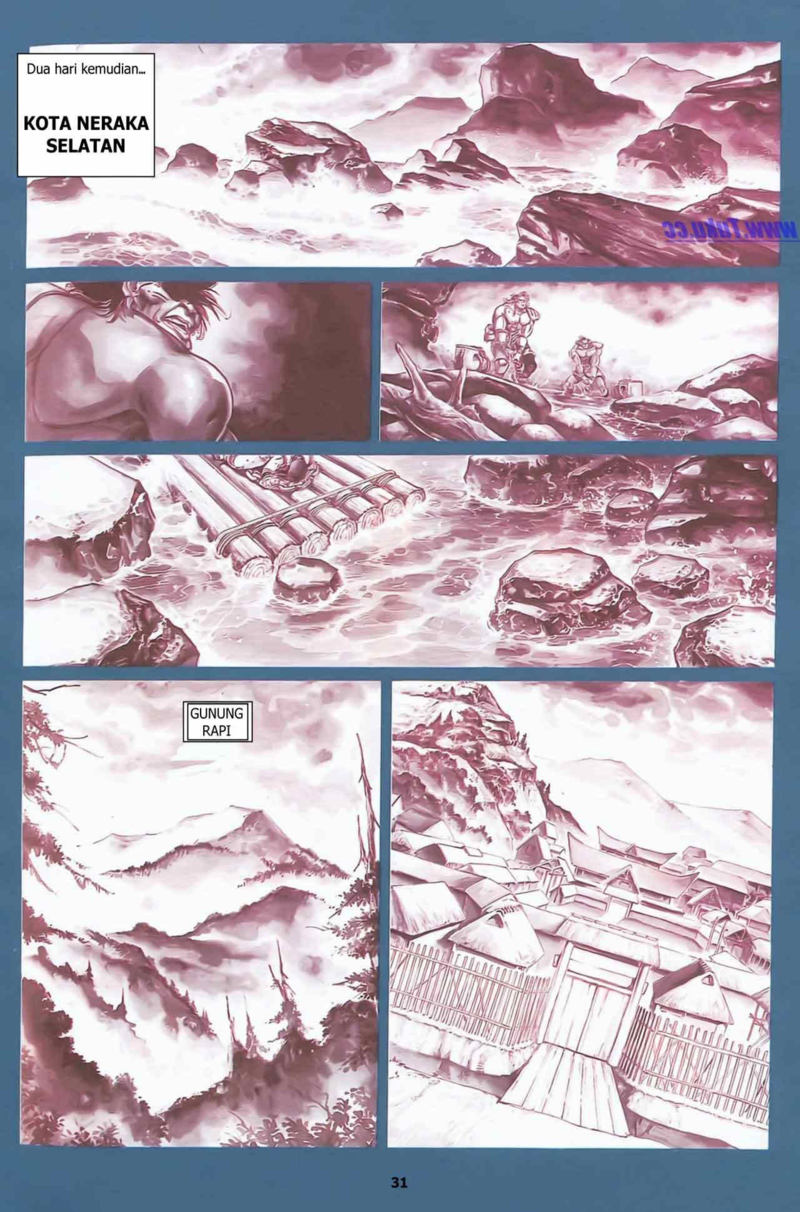 Dua hari kemudian...
KOTA NERAKA
SELATAN
www.Tuku.cc
GUNUNG
RAPI
31